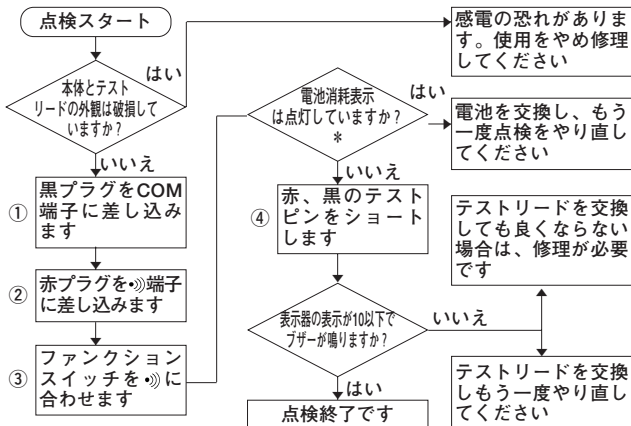 点検スタート
本体とテスト
リードの外観は破損して
いますか？
はい
感電の恐れがありま
す。使用をやめ修理
してください
いいえ
① 黒プラグをCOM
端子に差し込み
ます
② 赤プラグを•)))端子
に差し込みます
③ ファンクション
スイッチを•)))に
合わせます
電池消耗表示
は点灯していますか？
*
はい
電池を交換し、もう
一度点検をやり直し
てください
いいえ
④ 赤、黒のテスト
ピンをショート
します
表示器の表示が10以下で
ブザーが鳴りますか？
いいえ
テストリードを交換
しても良くならない
場合は、修理が必要
です
テストリードを交換
しもう一度やり直し
てください
はい
点検終了です